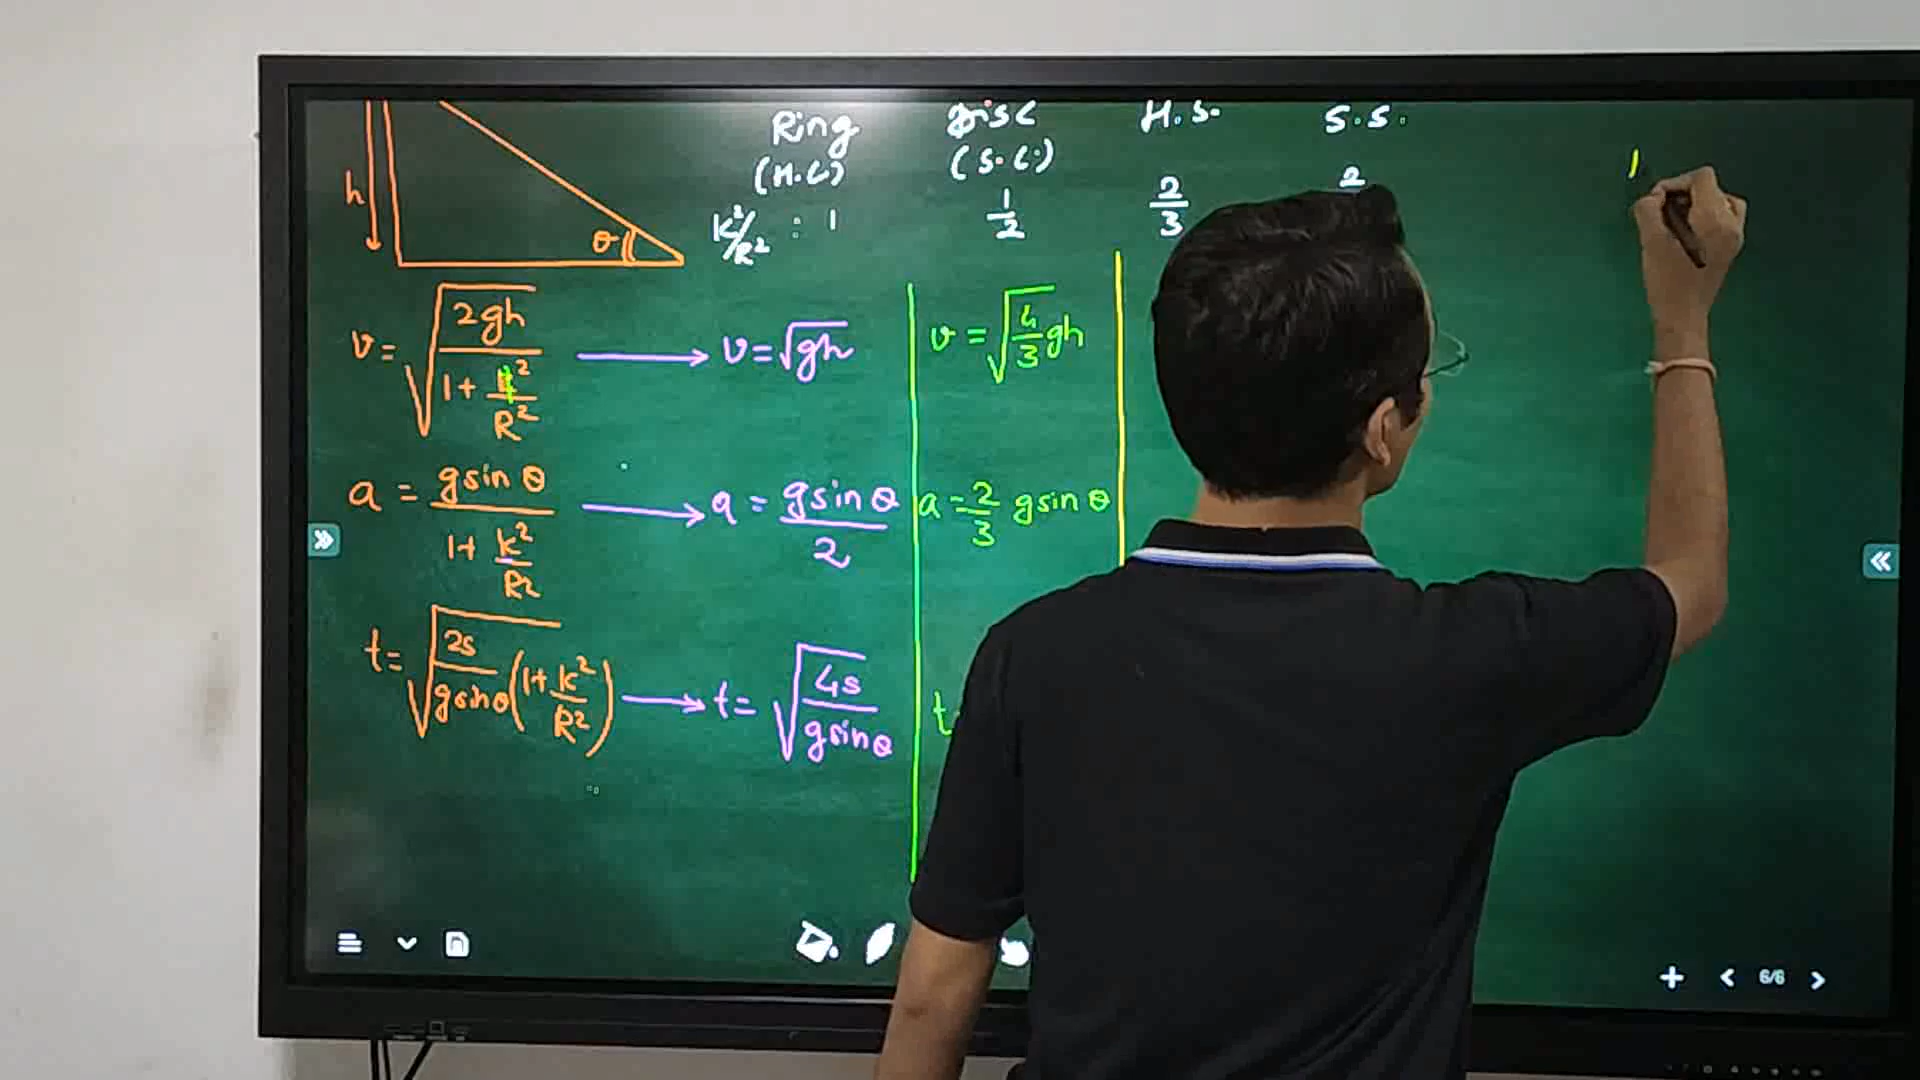 Ring Disc H.S. S.S.
(H.C) (S.C.)
h
θ
k²/R² : 1 1/2 2/3 2
1
v = √(2gh/(1 + k²/R²)) → v = √gh v = √(4/3 gh)
a = g sin θ/(1 + k²/R²) → a = g sin θ/2 a = 2/3 g sin θ
t = √(2s/g sin θ (1 + k²/R²)) → t = √(4s/g sin θ) t
6/6